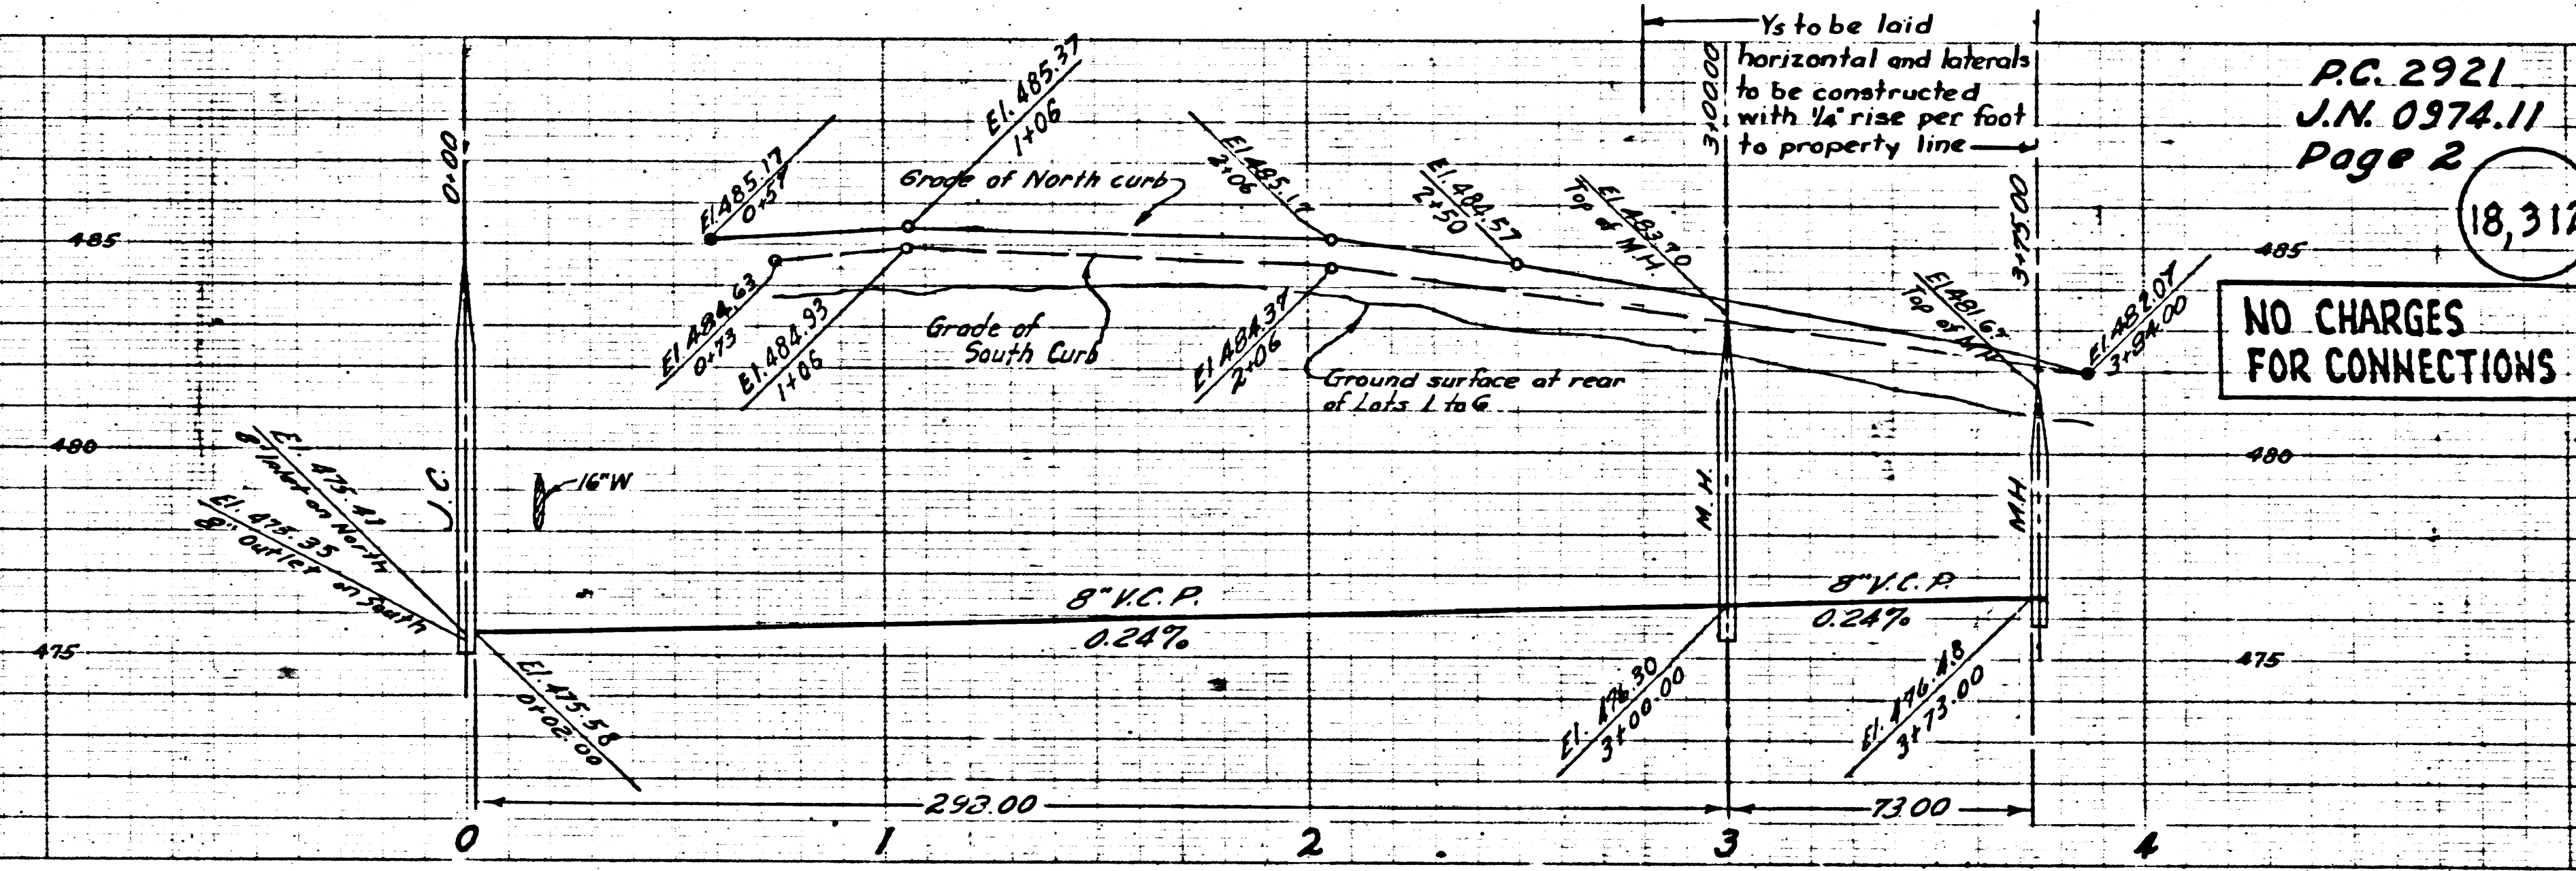 Ys to be laid
horizontal and laterals
to be constructed
with 1/4" rise per foot
to property line
P.C. 2921
J.N. 0974.11
Page 2
18,312
NO CHARGES
FOR CONNECTIONS
0+00
3+00.00
3+75.00
El. 485.17
0+57
El. 485.37
1+06
Grade of North curb
El. 485.17
2+06
El. 484.57
2+50
El. 483.70
Top of M.H.
El. 481.67
Top of M.H.
El. 482.07
3+94.00
485
485
El. 484.63
0+73
El. 484.93
1+06
Grade of
South Curb
El. 484.37
2+06
Ground surface at rear
of Lots 1 to 6
480
480
El. 475.41
8" Inlet on North
El. 475.35
8" Outlet on South
16" W
M.H.
M.H.
8" V.C.P.
0.24%
8" V.C.P.
0.24%
475
475
El. 475.58
0+02.00
El. 476.30
3+00.00
El. 476.48
3+73.00
298.00
73.00
0 1 2 3 4